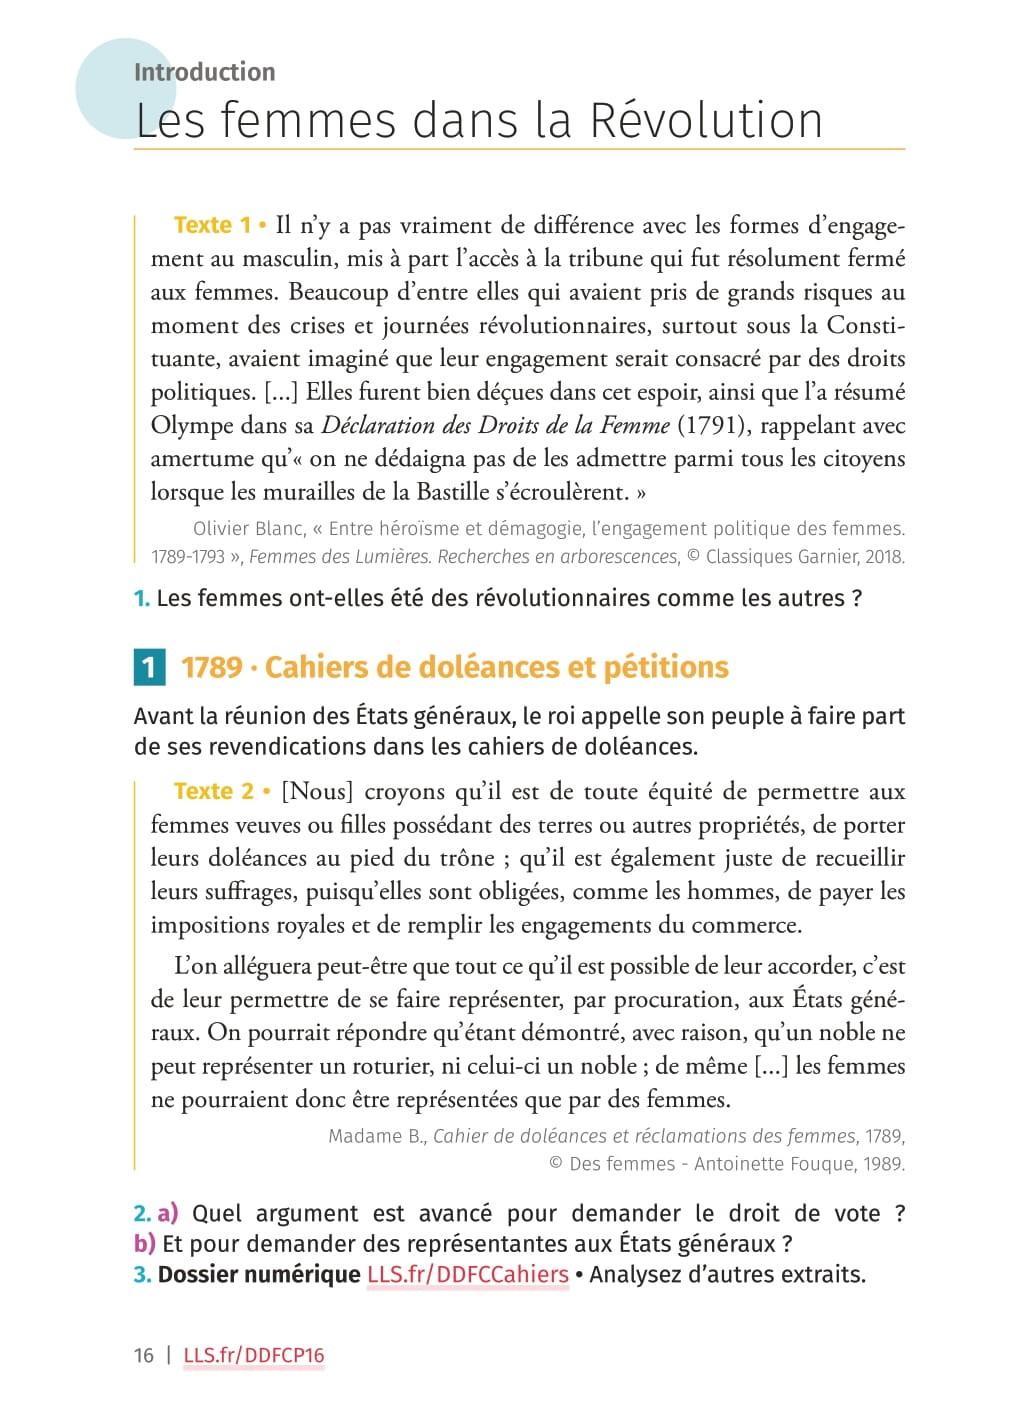 Introduction
Les femmes dans la Révolution
Texte 1 • Il n’y a pas vraiment de différence avec les formes d’engage-
ment au masculin, mis à part l’accès à la tribune qui fut résolument fermé
aux femmes. Beaucoup d’entre elles qui avaient pris de grands risques au
moment des crises et journées révolutionnaires, surtout sous la Consti-
tuante, avaient imaginé que leur engagement serait consacré par des droits
politiques. [...] Elles furent bien déçues dans cet espoir, ainsi que l’a résumé
Olympe dans sa Déclaration des Droits de la Femme (1791), rappelant avec
amertume qu’« on ne dédaigna pas de les admettre parmi tous les citoyens
lorsque les murailles de la Bastille s’écroulèrent. »
Olivier Blanc, « Entre héroïsme et démagogie, l’engagement politique des femmes.
1789-1793 », Femmes des Lumières. Recherches en arborescences, © Classiques Garnier, 2018.
1. Les femmes ont-elles été des révolutionnaires comme les autres ?
1 1789 · Cahiers de doléances et pétitions
Avant la réunion des États généraux, le roi appelle son peuple à faire part
de ses revendications dans les cahiers de doléances.
Texte 2 • [Nous] croyons qu’il est de toute équité de permettre aux
femmes veuves ou filles possédant des terres ou autres propriétés, de porter
leurs doléances au pied du trône ; qu’il est également juste de recueillir
leurs suffrages, puisqu’elles sont obligées, comme les hommes, de payer les
impositions royales et de remplir les engagements du commerce.
L’on alléguera peut-être que tout ce qu’il est possible de leur accorder, c’est
de leur permettre de se faire représenter, par procuration, aux États géné-
raux. On pourrait répondre qu’étant démontré, avec raison, qu’un noble ne
peut représenter un roturier, ni celui-ci un noble ; de même [...] les femmes
ne pourraient donc être représentées que par des femmes.
Madame B., Cahier de doléances et réclamations des femmes, 1789,
© Des femmes - Antoinette Fouque, 1989.
2. a) Quel argument est avancé pour demander le droit de vote ?
b) Et pour demander des représentantes aux États généraux ?
3. Dossier numérique LLS.fr/DDFCCahiers • Analysez d’autres extraits.
16 | LLS.fr/DDFCP16